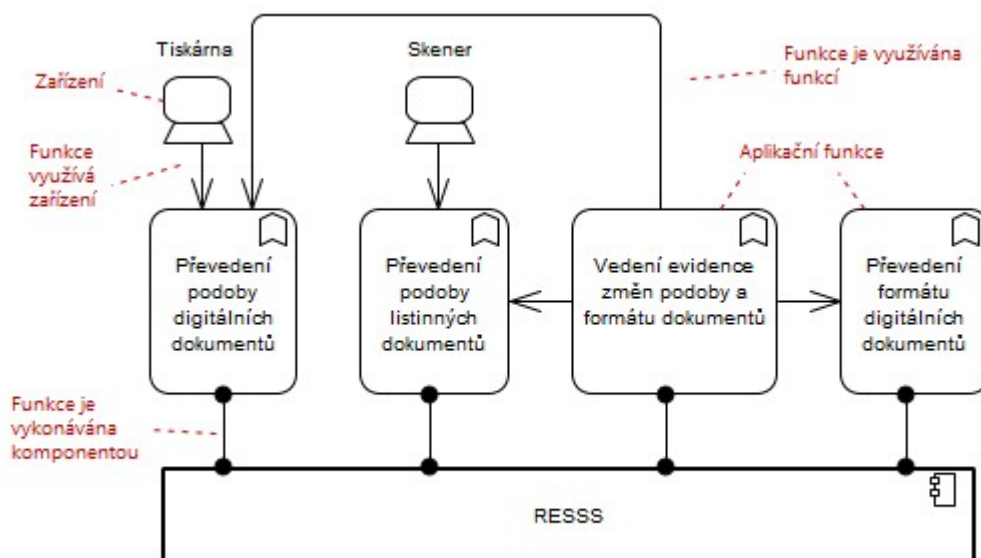 Tiskárna
Skener
Zařízení
Funkce je využívána
funkcí
Funkce
využívá
zařízení
Aplikační funkce
Převedení
podoby
digitálních
dokumentů
Převedení
podoby
listinných
dokumentů
Vedení evidence
změn podoby a
formátu dokumentů
Převedení
formátu
digitálních
dokumentů
Funkce je
vykonávána
komponentou
RESSS